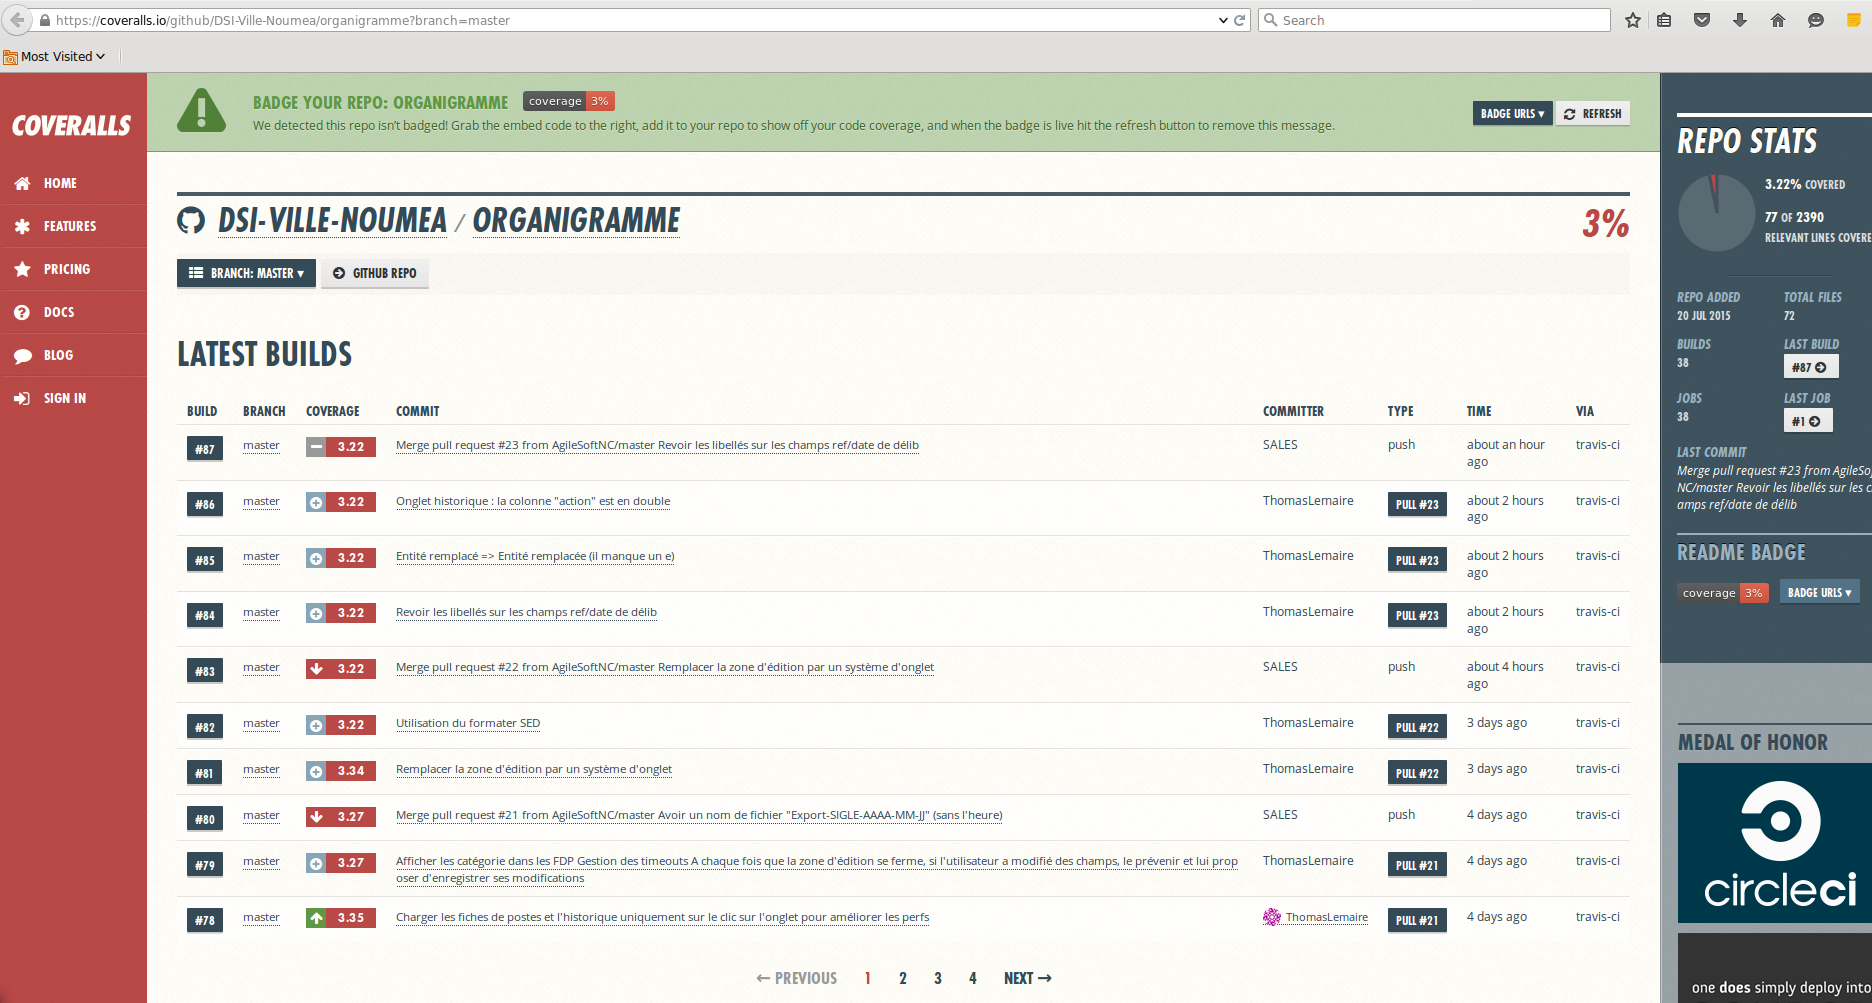 https://coveralls.io/github/DSI-Ville-Noumea/organigramme?branch=master
Search
Most Visited
COVERALLS
HOME
FEATURES
PRICING
DOCS
BLOG
SIGN IN
BADGE YOUR REPO: ORGANIGRAMME coverage 3%
We detected this repo isn't badged! Grab the embed code to the right, add it to your repo to show off your code coverage, and when the badge is live hit the refresh button to remove this message.
BADGE URLS ▾ REFRESH
DSI-VILLE-NOUMEA / ORGANIGRAMME 3%
BRANCH: MASTER ▾ GITHUB REPO
LATEST BUILDS
BUILD BRANCH COVERAGE COMMIT COMMITTER TYPE TIME VIA
#87 master 3.22 Merge pull request #23 from AgileSoftNC/master Revoir les libellés sur les champs ref/date de délib SALES push about an hour travis-ci
ago
#86 master 3.22 Onglet historique : la colonne "action" est en double ThomasLemaire PULL #23 about 2 hours travis-ci
ago
#85 master 3.22 Entité remplacé => Entité remplacée (il manque un e) ThomasLemaire PULL #23 about 2 hours travis-ci
ago
#84 master 3.22 Revoir les libellés sur les champs ref/date de délib ThomasLemaire PULL #23 about 2 hours travis-ci
ago
#83 master 3.22 Merge pull request #22 from AgileSoftNC/master Remplacer la zone d'édition par un système d'onglet SALES push about 4 hours travis-ci
ago
#82 master 3.22 Utilisation du formater SED ThomasLemaire PULL #22 3 days ago travis-ci
#81 master 3.34 Remplacer la zone d'édition par un système d'onglet ThomasLemaire PULL #22 3 days ago travis-ci
#80 master 3.27 Merge pull request #21 from AgileSoftNC/master Avoir un nom de fichier "Export-SIGLE-AAAA-MM-JJ" (sans l'heure) SALES push 4 days ago travis-ci
#79 master 3.27 Afficher les catégorie dans les FDP Gestion des timeouts A chaque fois que la zone d'édition se ferme, si l'utilisateur a modifié des champs, le prévenir et lui prop ThomasLemaire PULL #21 4 days ago travis-ci
oser d'enregistrer ses modifications
#78 master 3.35 Charger les fiches de postes et l'historique uniquement sur le clic sur l'onglet pour améliorer les perfs ThomasLemaire PULL #21 4 days ago travis-ci
← PREVIOUS 1 2 3 4 NEXT →
REPO STATS
3.22% COVERED
77 OF 2390
RELEVANT LINES COVERE
REPO ADDED TOTAL FILES
20 JUL 2015 72
BUILDS LAST BUILD
38 #87
JOBS LAST JOB
38 #1
LAST COMMIT
Merge pull request #23 from AgileSof
NC/master Revoir les libellés sur les c
amps ref/date de délib
README BADGE
coverage 3% BADGE URLS ▾
MEDAL OF HONOR
circleci
one does simply deploy into